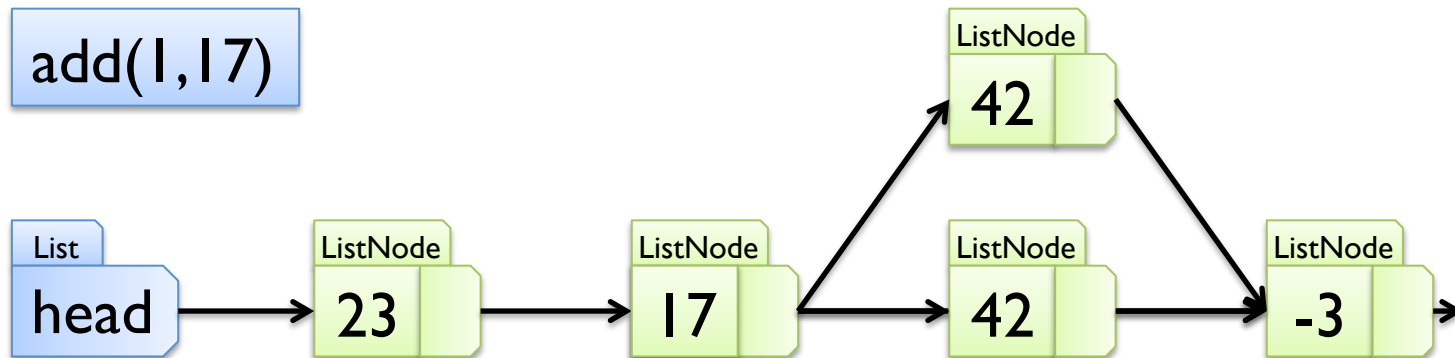 add(1,17)
ListNode
42
List
head
ListNode
23
ListNode
17
ListNode
42
ListNode
-3